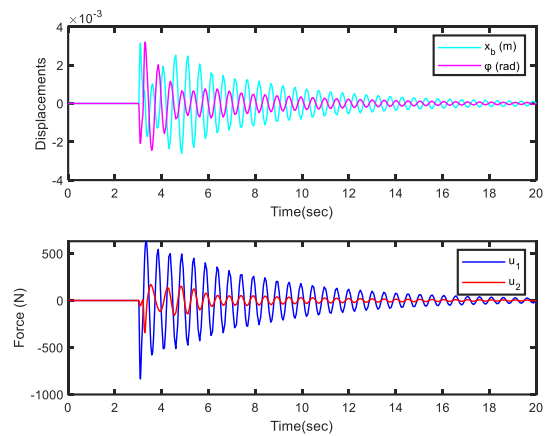 ×10⁻³
4
2
0
-2
-4
Displacements
x_b (m)
φ (rad)
0 2 4 6 8 10 12 14 16 18 20
Time(sec)
500
0
-500
-1000
Force (N)
u_1
u_2
0 2 4 6 8 10 12 14 16 18 20
Time(sec)